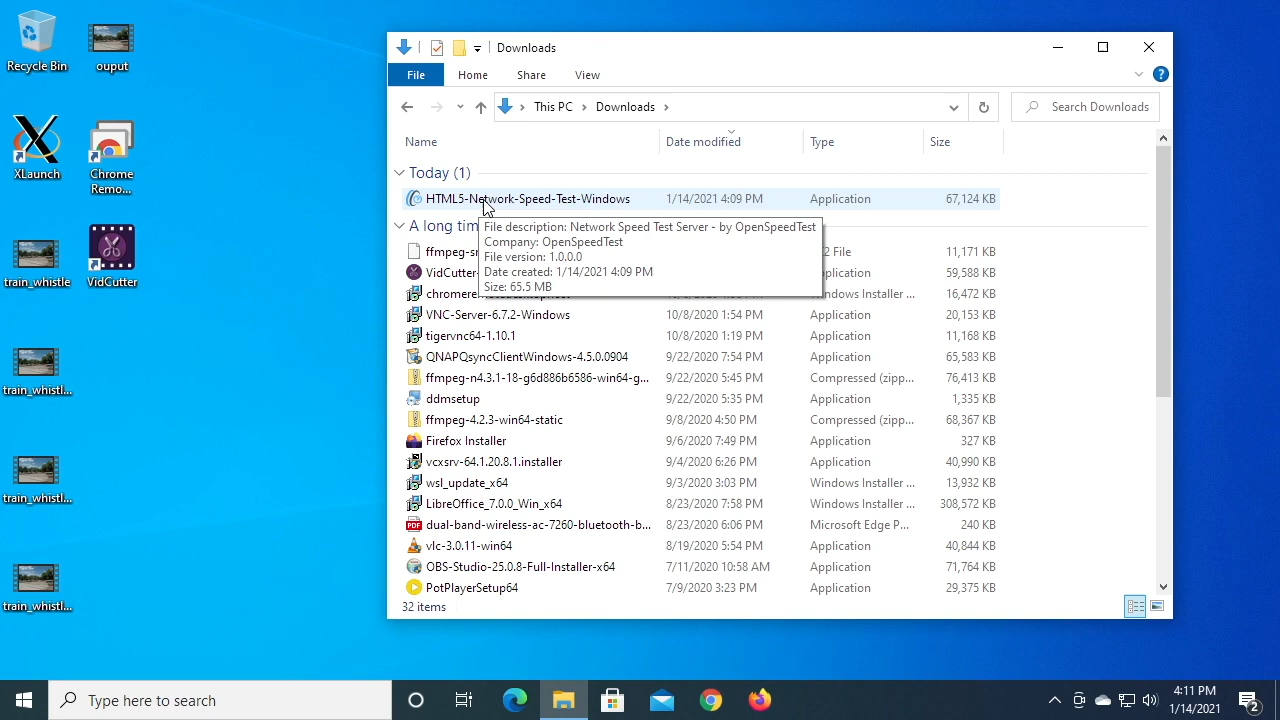 Recycle Bin
ouput
XLaunch
Chrome
Remo...
train_whistle
VidCutter
train_whistl...
train_whistl...
train_whistl...
Downloads
File Home Share View
This PC Downloads
Search Downloads
Name Date modified Type Size
Today (1)
HTML5-Network-Speed-Test-Windows 1/14/2021 4:09 PM Application 67,124 KB
A long tim
File description: Network Speed Test Server - by OpenSpeedTest
Company: OpenSpeedTest
File version: 1.0.0.0
Date created: 1/14/2021 4:09 PM
Size: 65.5 MB
2 File 11,171 KB
VidCutter- 59,588 KB
Windows Installer ... 16,472 KB
VNC-Server-6.7.2-Windows 10/8/2020 1:54 PM Application 20,153 KB
tigervnc64-1.10.1 10/8/2020 1:19 PM Application 11,168 KB
QNAPQsyncClientWindows-4.5.0.0904 9/22/2020 7:54 PM Application 65,583 KB
ffmpeg-n4.3.1-18-g6d886b6586-win64-g... 9/22/2020 5:45 PM Compressed (zipp... 76,413 KB
ddmsetup 9/22/2020 5:35 PM Application 1,335 KB
ffmpeg-4.2.3-win64-static 9/8/2020 4:50 PM Compressed (zipp... 68,367 KB
Firefox Installer 9/6/2020 7:49 PM Application 327 KB
vcxsrv-64.1.20.8.1.installer 9/4/2020 6:26 PM Application 40,990 KB
wsl_update_x64 9/3/2020 3:03 PM Windows Installer ... 13,932 KB
LibreOffice_7.0.0_Win_x64 8/23/2020 7:58 PM Windows Installer ... 308,572 KB
dual-band-wireless-ac-7260-bluetooth-b... 8/23/2020 6:06 PM Microsoft Edge P... 240 KB
vlc-3.0.11-win64 8/19/2020 5:54 PM Application 40,844 KB
OBS-Studio-25.0.8-Full-Installer-x64 7/11/2020 10:58 AM Application 71,764 KB
PotPlayerSetup64 7/9/2020 3:23 PM Application 29,375 KB
32 items
Type here to search
4:11 PM
1/14/2021
2